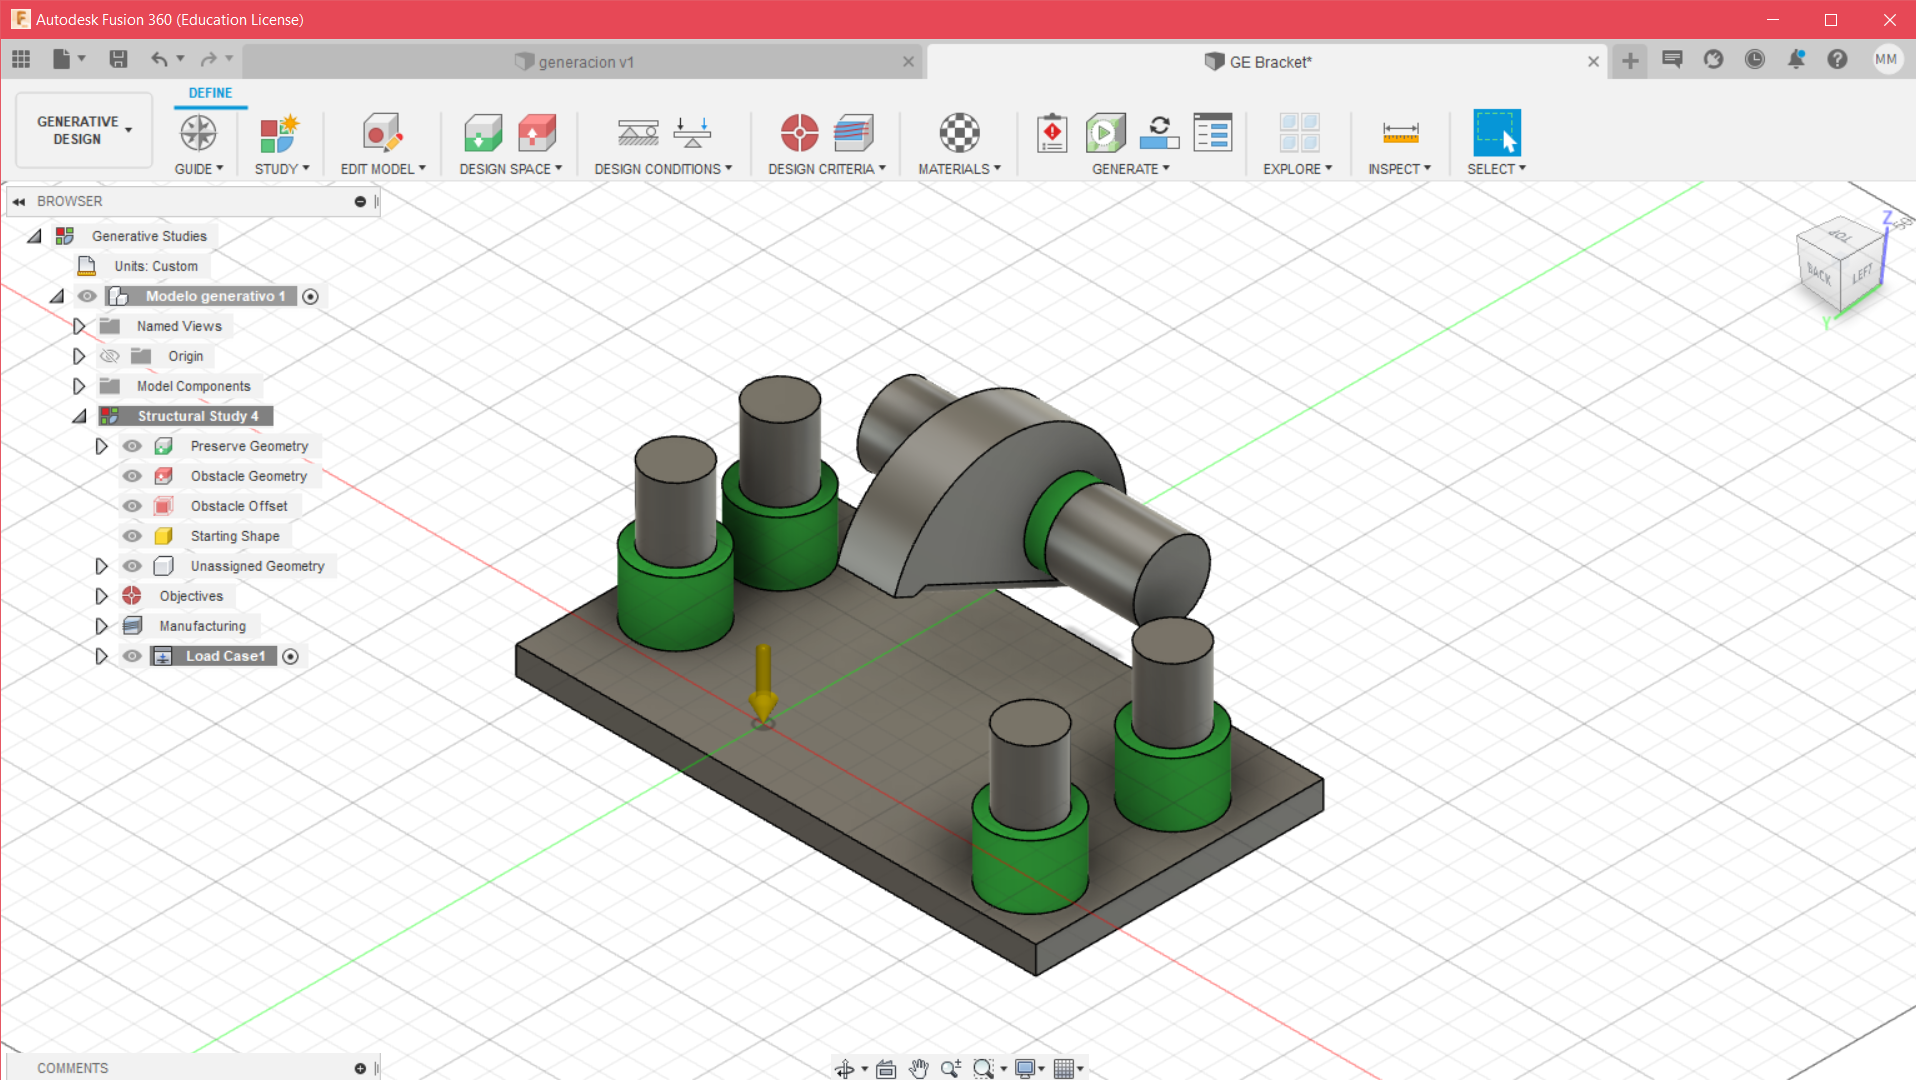 Autodesk Fusion 360 (Education License)
generacion v1
GE Bracket*
MM
DEFINE
GENERATIVE DESIGN
GUIDE
STUDY
EDIT MODEL
DESIGN SPACE
DESIGN CONDITIONS
DESIGN CRITERIA
MATERIALS
GENERATE
EXPLORE
INSPECT
SELECT
BROWSER
Generative Studies
Units: Custom
Modelo generativo 1
Named Views
Origin
Model Components
Structural Study 4
Preserve Geometry
Obstacle Geometry
Obstacle Offset
Starting Shape
Unassigned Geometry
Objectives
Manufacturing
Load Case1
Z
TOP
BACK
LEFT
Y
COMMENTS